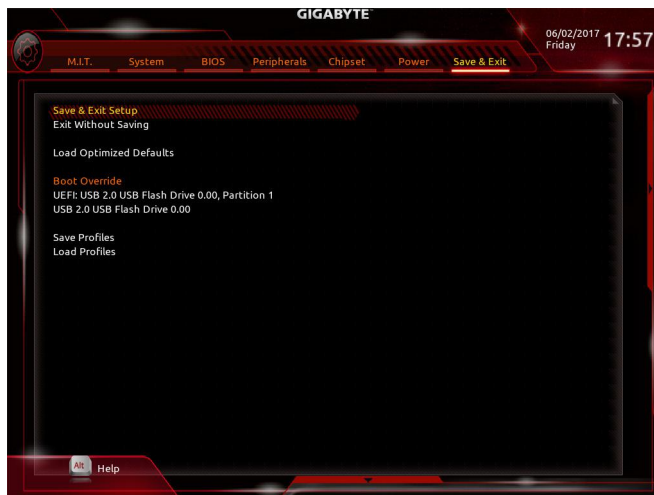 GIGABYTE™
06/02/2017 Friday 17:57
M.I.T. System BIOS Peripherals Chipset Power Save & Exit
Save & Exit Setup
Exit Without Saving
Load Optimized Defaults
Boot Override
UEFI: USB 2.0 USB Flash Drive 0.00, Partition 1
USB 2.0 USB Flash Drive 0.00
Save Profiles
Load Profiles
Alt Help